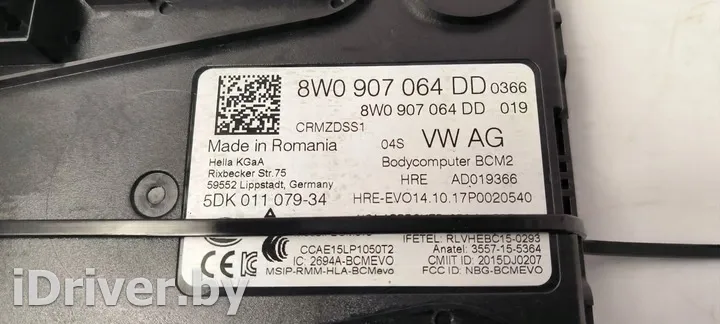 8W0 907 064 DD 0366
8W0 907 064 DD 019
CRMZDSS1
Made in Romania 04S VW AG
Hella KGaA Bodycomputer BCM2
Rixbecker Str.75
59552 Lippstadt, Germany HRE AD019366
5DK 011 079-34 HRE-EVO14.10.17P0020540
IFETEL: RLVHEBC15-0293
CCAE15LP1050T2 Anatel: 3557-15-5364
IC: 2694A-BCMEVO CMIIT ID: 2015DJ0207
MSIP-RMM-HLA-BCMevo FCC ID: NBG-BCMEVO
iDriver.by